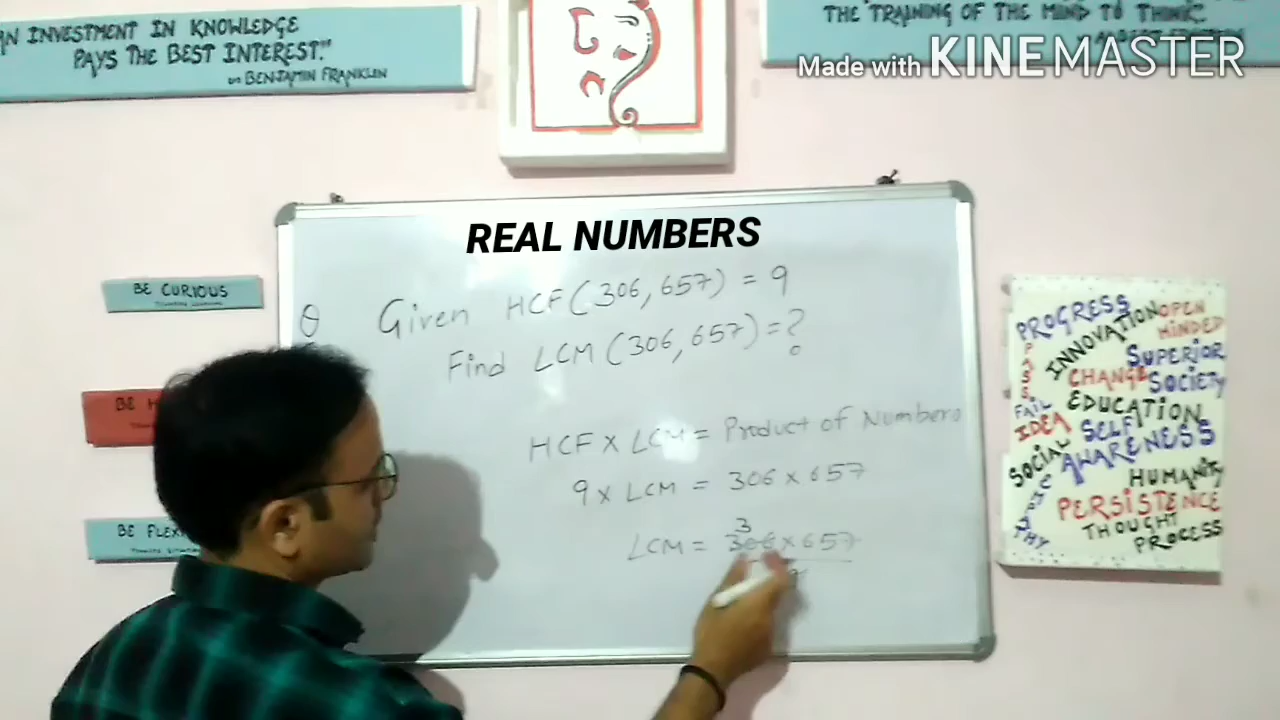 AN INVESTMENT IN KNOWLEDGE
PAYS THE BEST INTEREST."
BENJAMIN FRANKLIN
THE "TRAINING OF THE MIND TO THINK"
Made with KINEMASTER
REAL NUMBERS
Q Given HCF(306,657) = 9
Find LCM (306,657)=?
HCF × LCM = Product of Numbers
9 × LCM = 306 × 657
3
LCM = 306×657
9
BE CURIOUS
BE
BE FLEX
PROGRESS
OPEN
MINDED
INNOVATION
PASS
SUPERIOR
CHANGE
SOCIETY
FAIL
EDUCATION
IDEA
SELF
AWARENESS
SOCIAL
HUMANITY
PERSISTENCE
THOUGHT
PROCESS